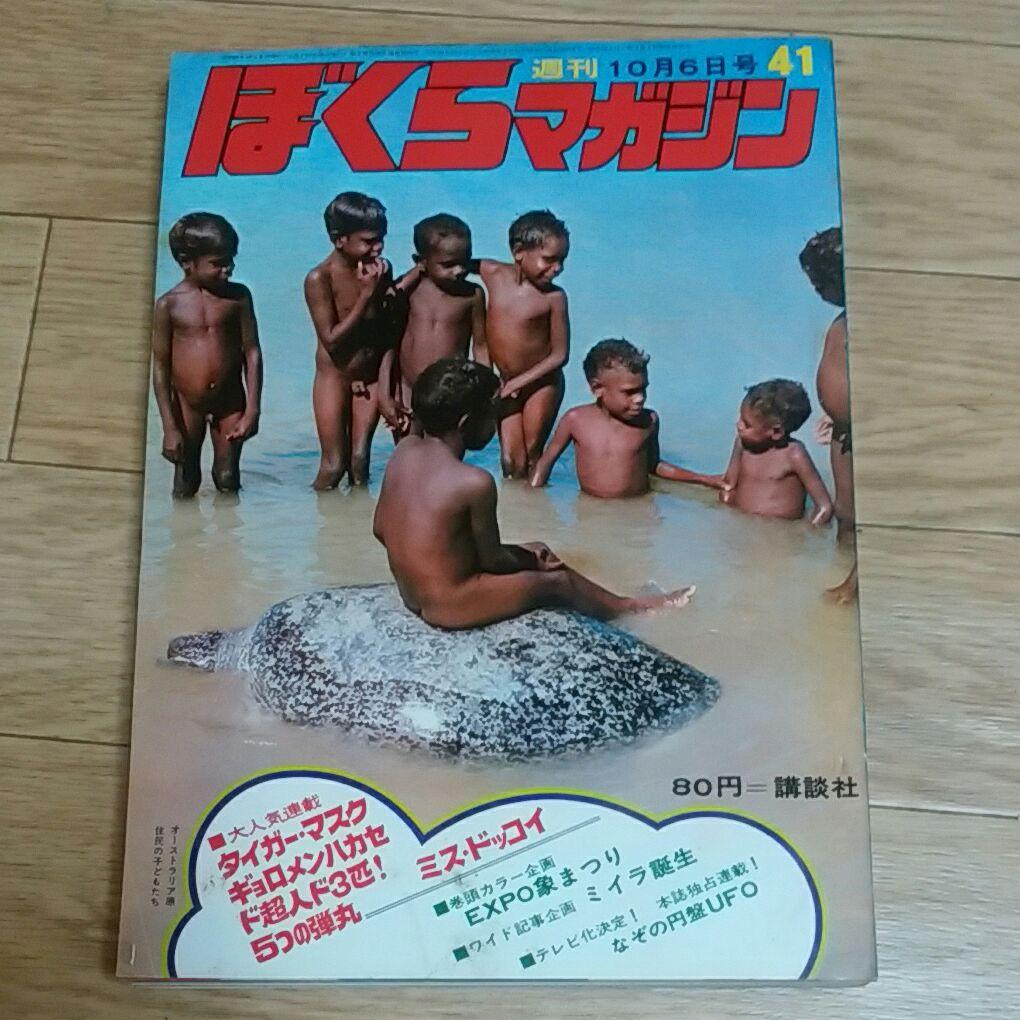 週刊 10月6日号 41
ぼくらマガジン
80円=講談社
オーストラリア原
住民の子どもたち
■大人気連載
タイガー・マスク
ギョロメンハカセ
ド超人ド3匹!
5つの弾丸
ミス・ドッコイ
■巻頭カラー企画
EXPO象まつり
■ワイド記事企画 ミイラ誕生
■テレビ化決定! 本誌独占連載!
なぞの円盤UFO